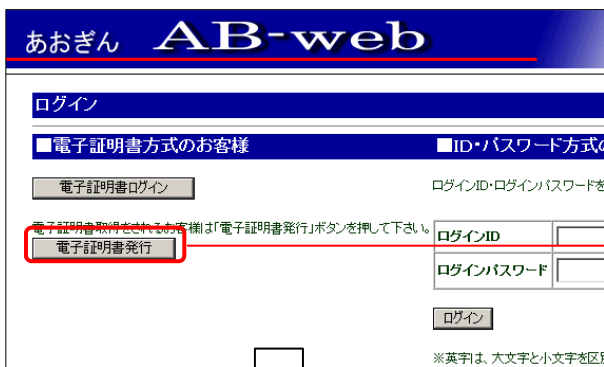 あおぎん AB-web
ログイン
■電子証明書方式のお客様
電子証明書ログイン
電子証明書取得をされるお客様は「電子証明書発行」ボタンを押して下さい。
電子証明書発行
■ID・パスワード方式の
ログインID・ログインパスワードを
ログインID
ログインパスワード
ログイン
※英字は、大文字と小文字を区別